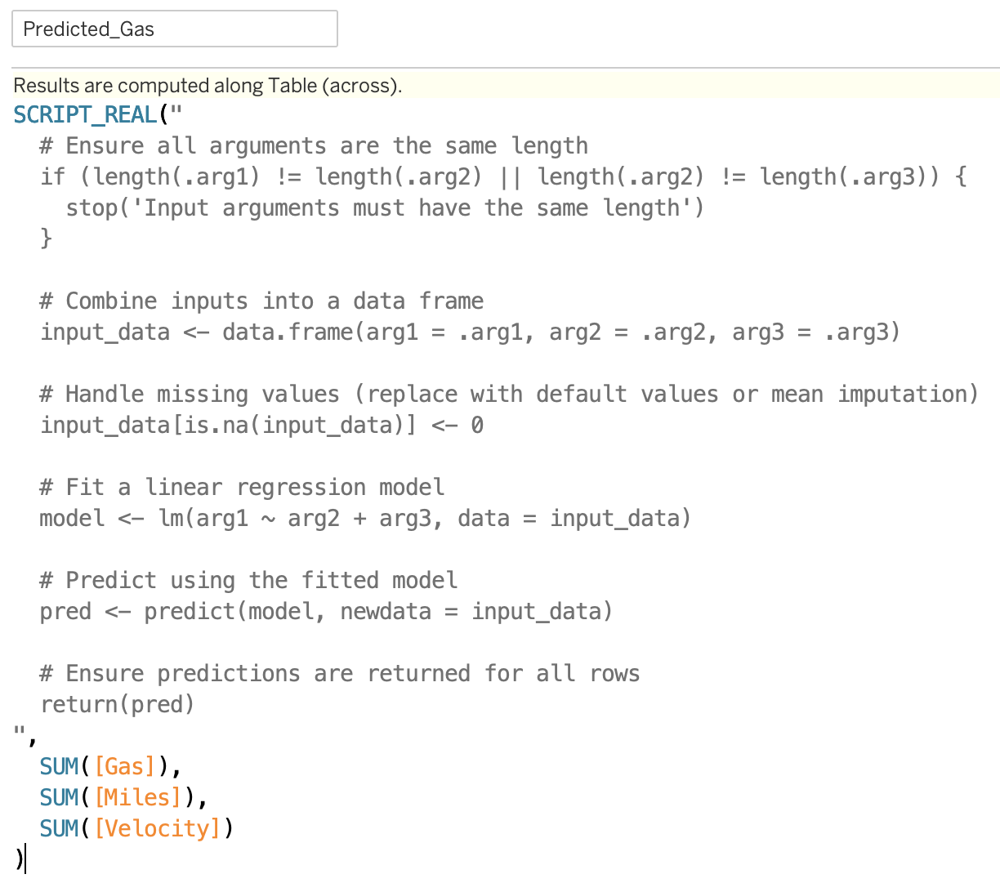 Predicted_Gas
Results are computed along Table (across).
SCRIPT_REAL("
# Ensure all arguments are the same length
if (length(.arg1) != length(.arg2) || length(.arg2) != length(.arg3)) {
stop('Input arguments must have the same length')
}
# Combine inputs into a data frame
input_data <- data.frame(arg1 = .arg1, arg2 = .arg2, arg3 = .arg3)
# Handle missing values (replace with default values or mean imputation)
input_data[is.na(input_data)] <- 0
# Fit a linear regression model
model <- lm(arg1 ~ arg2 + arg3, data = input_data)
# Predict using the fitted model
pred <- predict(model, newdata = input_data)
# Ensure predictions are returned for all rows
return(pred)
",
SUM([Gas]),
SUM([Miles]),
SUM([Velocity])
)